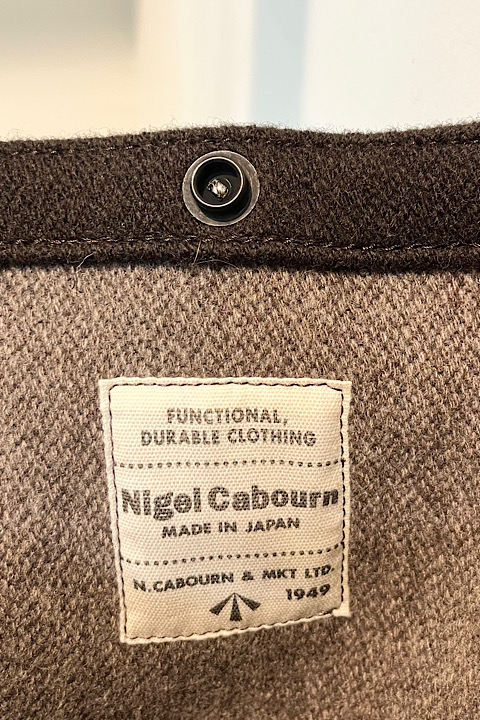 FUNCTIONAL,
DURABLE CLOTHING
Nigel Cabourn
MADE IN JAPAN
N.CABOURN & MKT LTD.
1949